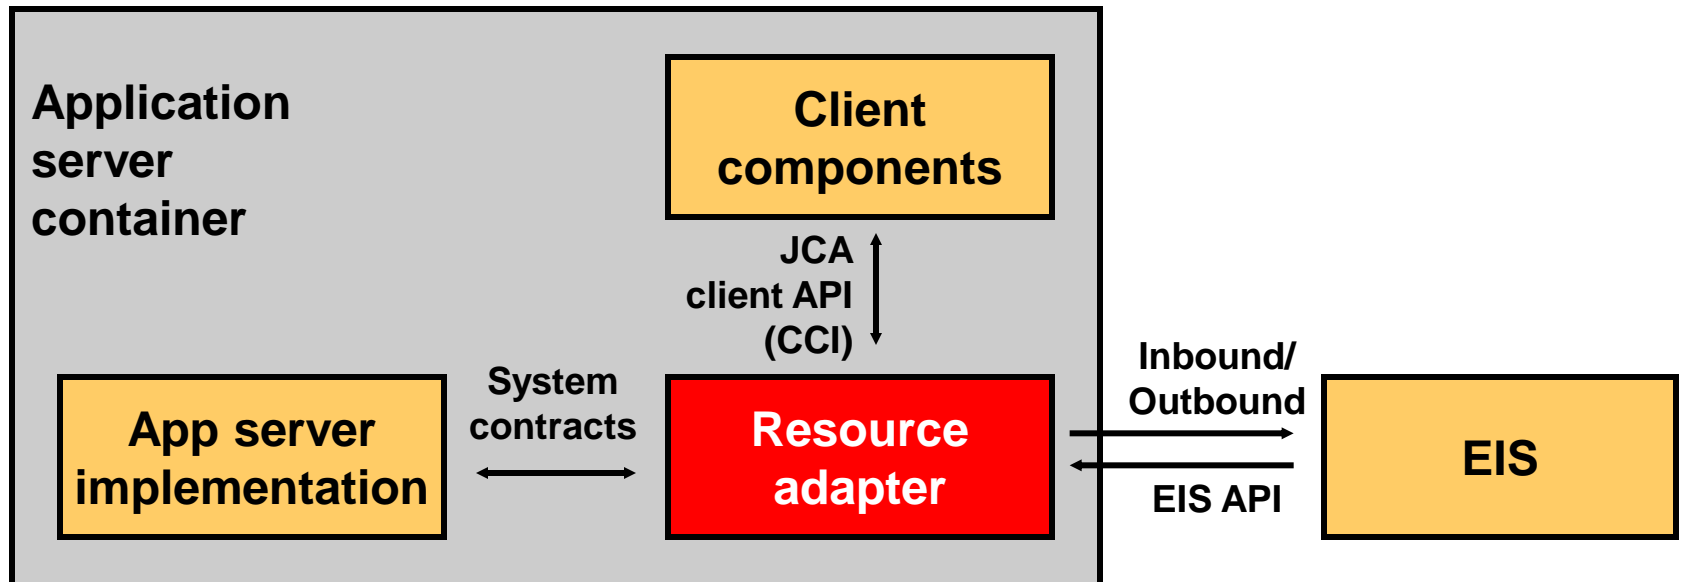 Application
server
container
Client
components
JCA
client API
(CCI)
System
contracts
App server
implementation
Resource
adapter
Inbound/
Outbound
EIS API
EIS